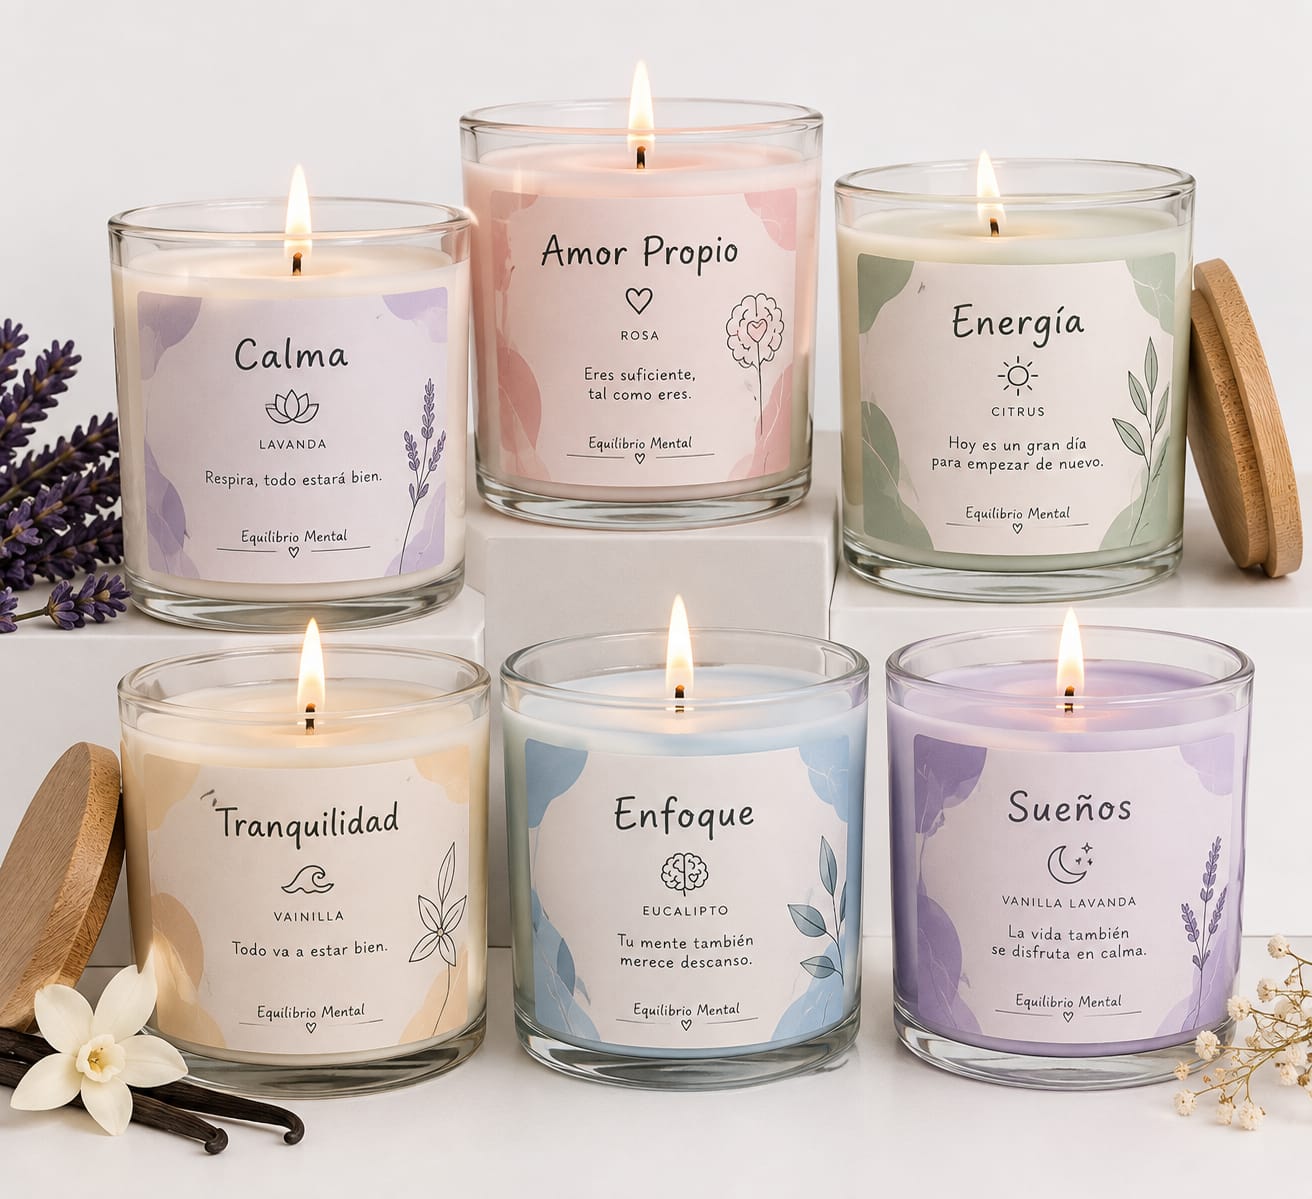 Calma
LAVANDA
Respira, todo estará bien.
Equilibrio Mental
Amor Propio
ROSA
Eres suficiente,
tal como eres.
Equilibrio Mental
Energía
CITRUS
Hoy es un gran día
para empezar de nuevo.
Equilibrio Mental
Tranquilidad
VAINILLA
Todo va a estar bien.
Equilibrio Mental
Enfoque
EUCALIPTO
Tu mente también
merece descanso.
Equilibrio Mental
Sueños
VANILLA LAVANDA
La vida también
se disfruta en calma.
Equilibrio Mental